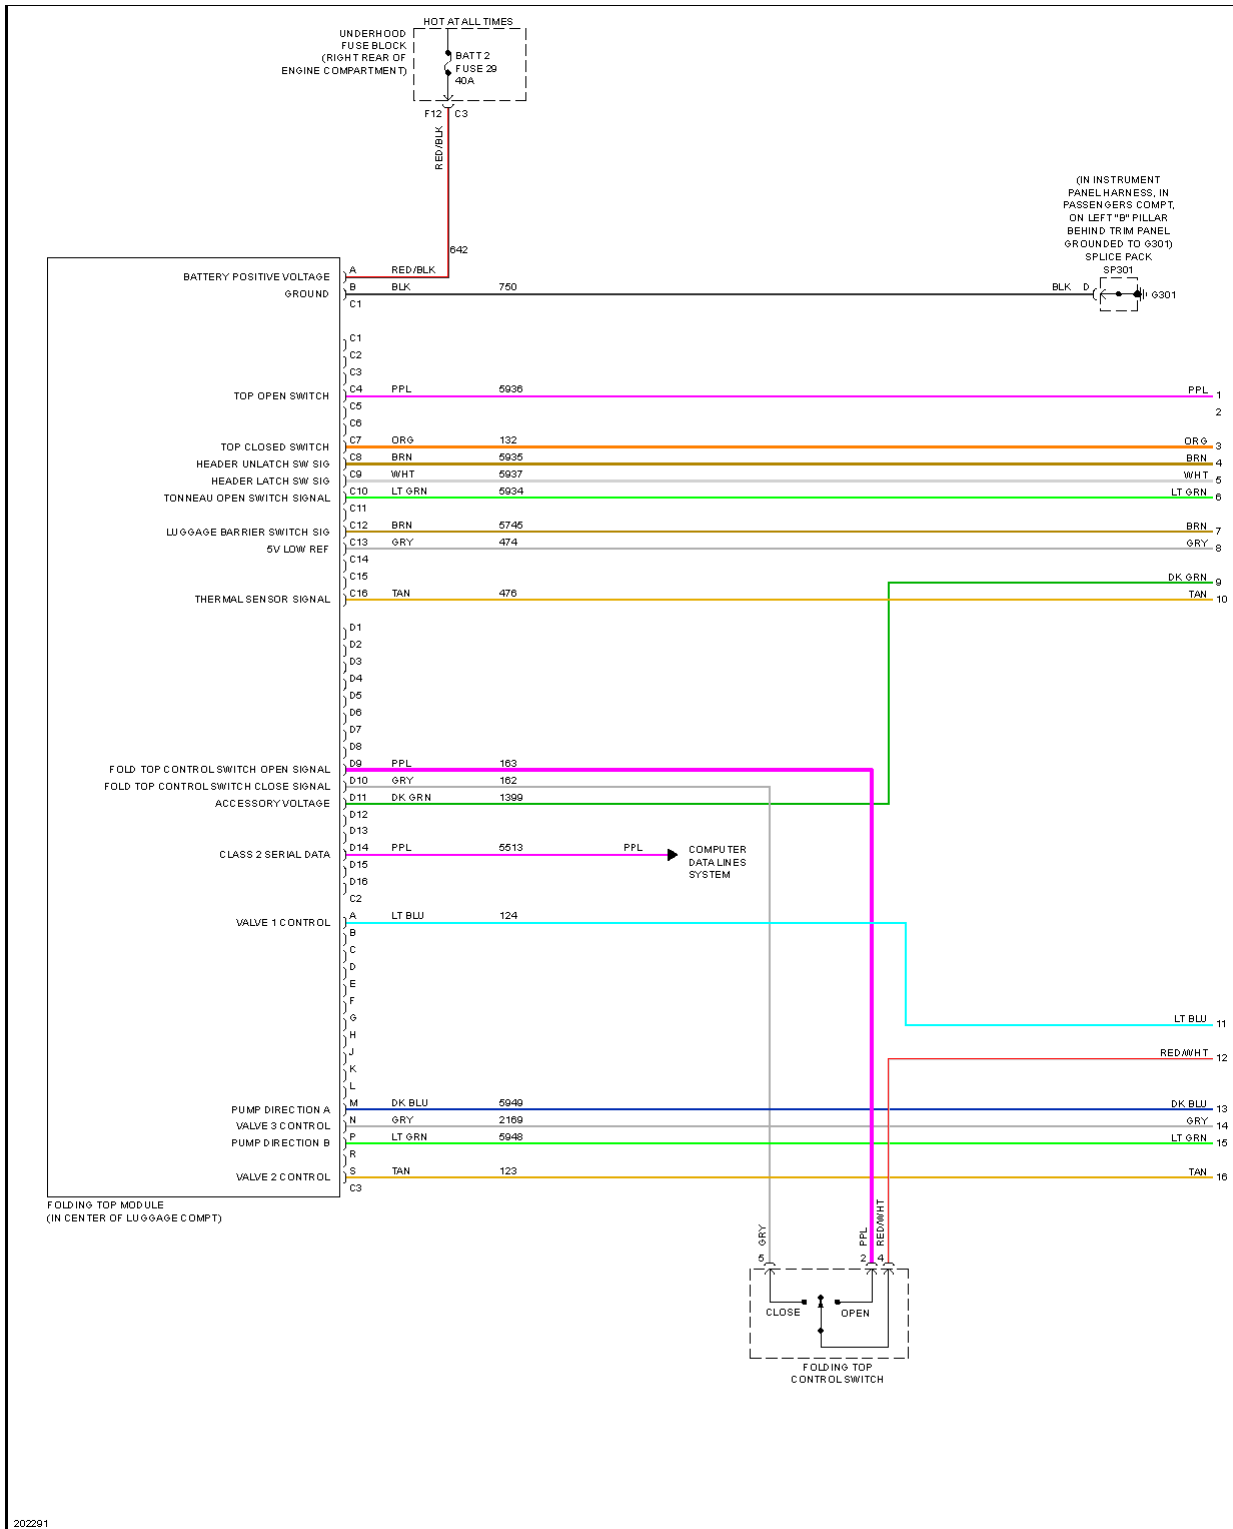 HOT AT ALL TIMES
UNDERHOOD
FUSE BLOCK
(RIGHT REAR OF
ENGINE COMPARTMENT)
BATT 2
FUSE 29
40A
F12 C3
RED/BLK
642
(IN INSTRUMENT
PANEL HARNESS, IN
PASSENGERS COMPT,
ON LEFT "B" PILLAR
BEHIND TRIM PANEL
GROUNDED TO G301)
SPLICE PACK
SP301
BATTERY POSITIVE VOLTAGE A RED/BLK
GROUND B BLK 750 BLK D G301
C1
C1
C2
C3
TOP OPEN SWITCH C4 PPL 5936 PPL 1
C5 2
C6
TOP CLOSED SWITCH C7 ORG 132 ORG 3
HEADER UNLATCH SW SIG C8 BRN 5935 BRN 4
HEADER LATCH SW SIG C9 WHT 5937 WHT 5
TONNEAU OPEN SWITCH SIGNAL C10 LT GRN 5934 LT GRN 6
C11
LUGGAGE BARRIER SWITCH SIG C12 BRN 5745 BRN 7
5V LOW REF C13 GRY 474 GRY 8
C14
C15 DK GRN 9
THERMAL SENSOR SIGNAL C16 TAN 476 TAN 10
D1
D2
D3
D4
D5
D6
D7
D8
FOLD TOP CONTROL SWITCH OPEN SIGNAL D9 PPL 163
FOLD TOP CONTROL SWITCH CLOSE SIGNAL D10 GRY 162
ACCESSORY VOLTAGE D11 DK GRN 1399
D12
D13
CLASS 2 SERIAL DATA D14 PPL 5513 PPL
COMPUTER
DATA LINES
SYSTEM
D15
D16
C2
VALVE 1 CONTROL A LT BLU 124
B
C
D
E
F
G LT BLU 11
H
J RED/WHT 12
K
L
PUMP DIRECTION A M DK BLU 5949 DK BLU 13
VALVE 3 CONTROL N GRY 2169 GRY 14
PUMP DIRECTION B P LT GRN 5948 LT GRN 15
R
VALVE 2 CONTROL S TAN 123 TAN 16
C3
FOLDING TOP MODULE
(IN CENTER OF LUGGAGE COMPT)
GRY PPL RED/WHT
5 2 4
CLOSE OPEN
FOLDING TOP
CONTROL SWITCH
202291